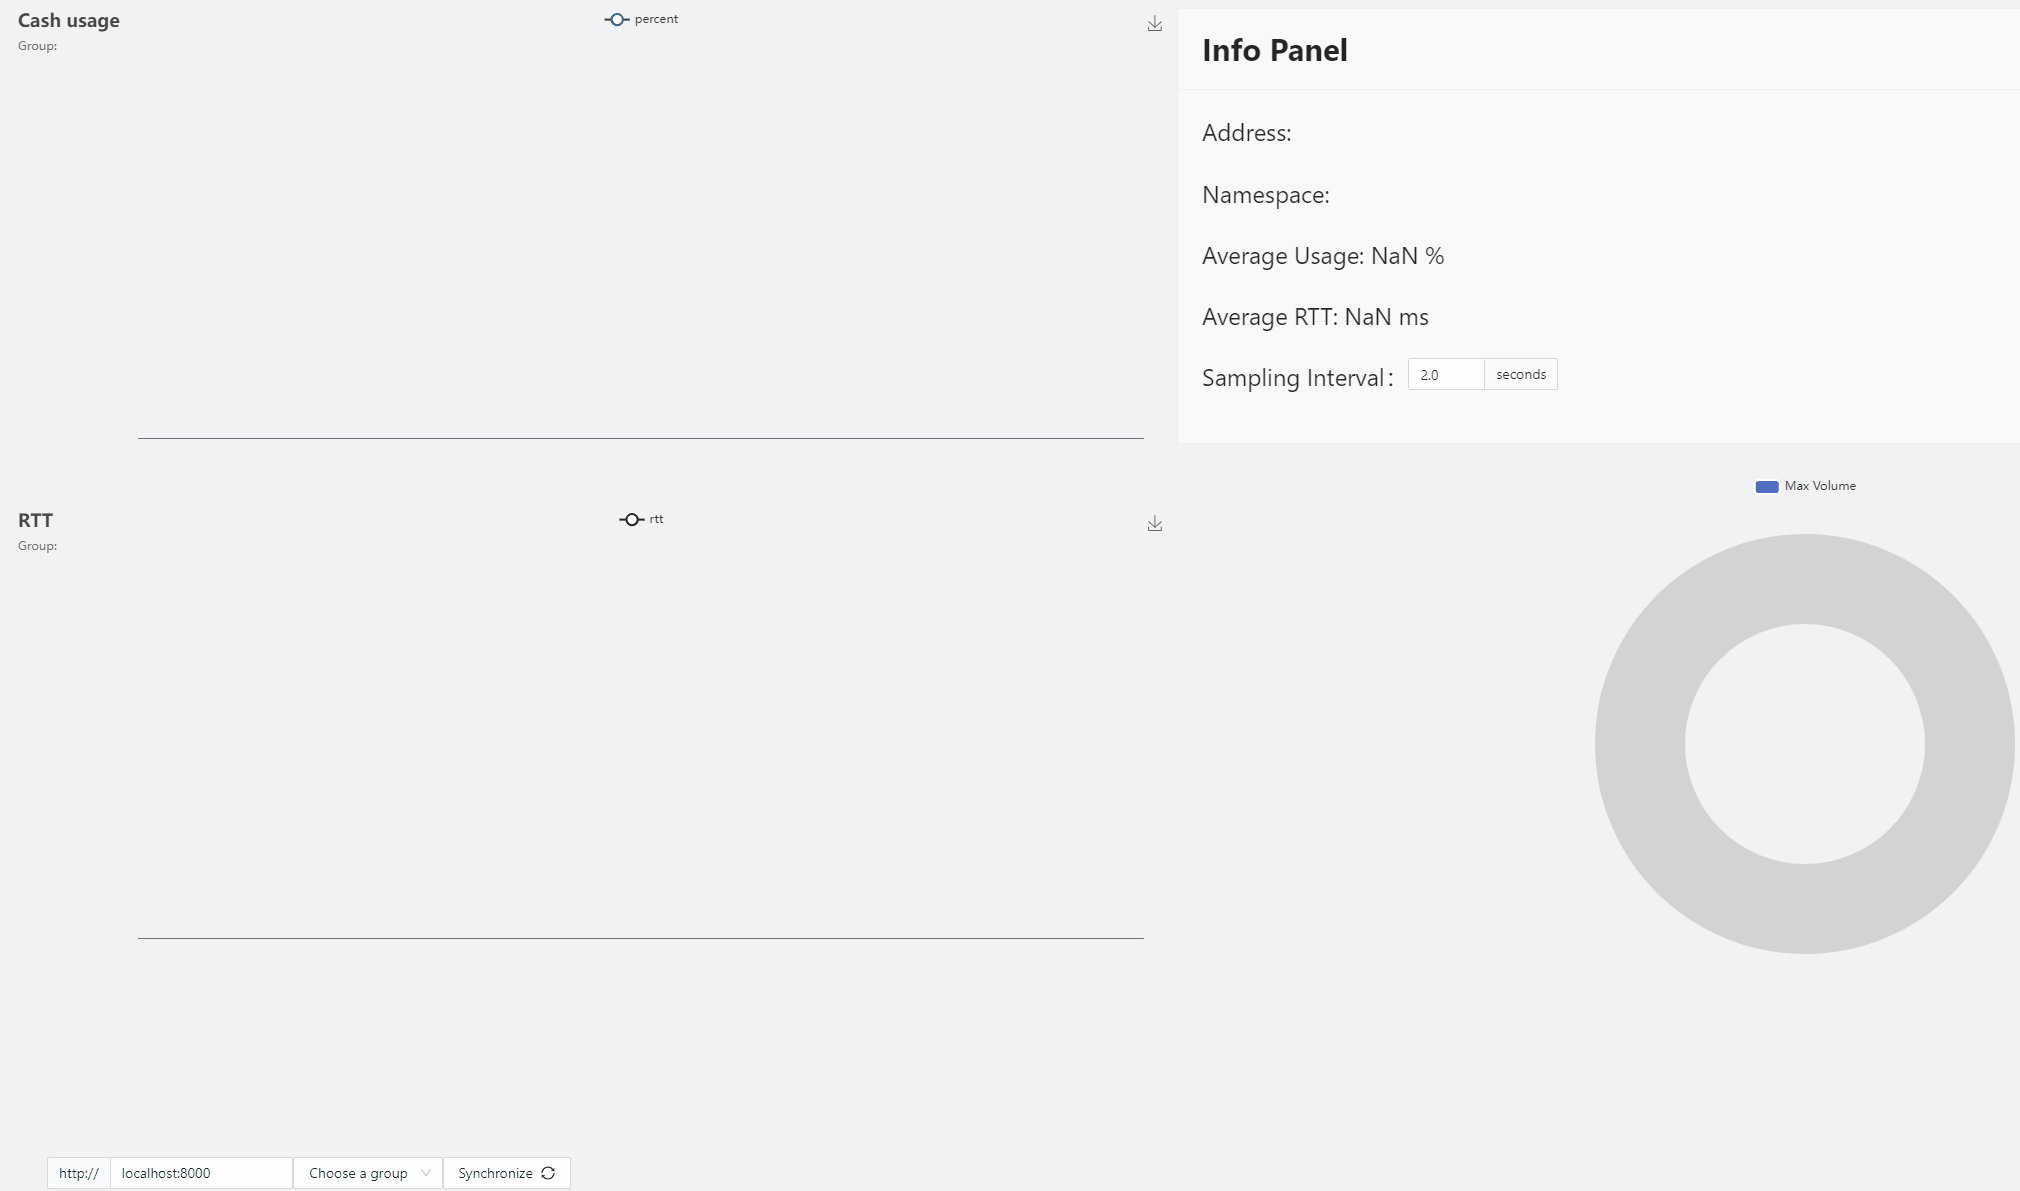 Cash usage
Group:
percent
Info Panel
Address:
Namespace:
Average Usage: NaN %
Average RTT: NaN ms
Sampling Interval: 2.0 seconds
Max Volume
RTT
Group:
rtt
http:// localhost:8000 Choose a group Synchronize